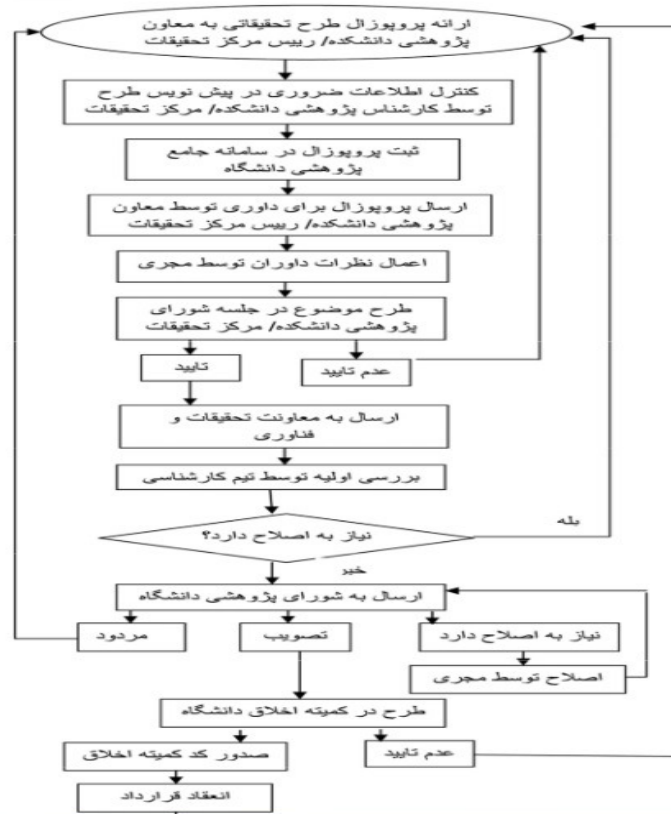 ارائه پروپوزال طرح تحقیقاتی به معاون
پژوهشی دانشکده/ رییس مرکز تحقیقات
کنترل اطلاعات ضروری در پیش نویس طرح
توسط کارشناس پژوهشی دانشکده/ مرکز تحقیقات
ثبت پروپوزال در سامانه جامع
پژوهشی دانشگاه
ارسال پروپوزال برای داوری توسط معاون
پژوهشی دانشکده/ رییس مرکز تحقیقات
اعمال نظرات داوران توسط مجری
طرح موضوع در جلسه شورای
پژوهشی دانشکده/ مرکز تحقیقات
تایید
عدم تایید
ارسال به معاونت تحقیقات و
فناوری
بررسی اولیه توسط تیم کارشناسی
نیاز به اصلاح دارد؟
بله
خیر
ارسال به شورای پژوهشی دانشگاه
نیاز به اصلاح دارد
تصویب
مردود
اصلاح توسط مجری
طرح در کمیته اخلاق دانشگاه
عدم تایید
صدور کد کمیته اخلاق
انعقاد قرارداد